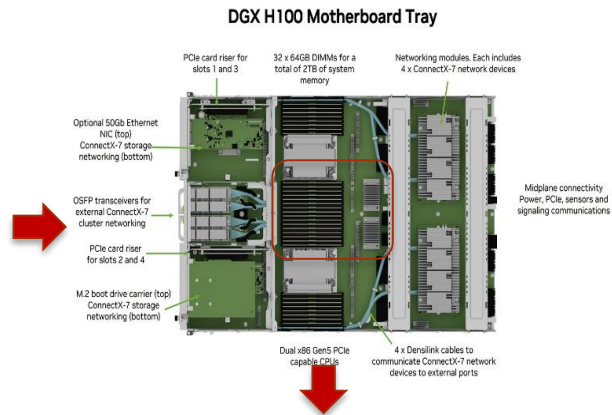 DGX H100 Motherboard Tray
PCIe card riser for
slots 1 and 3
32 x 64GB DIMMs for a
total of 2TB of system
memory
Networking modules. Each includes
4 x ConnectX-7 network devices
Optional 50Gb Ethernet
NIC (top)
ConnectX-7 storage
networking (bottom)
OSFP transceivers for
external ConnectX-7
cluster networking
Midplane connectivity
Power, PCIe, sensors and
signaling communications
PCIe card riser
for slots 2 and 4
M.2 boot drive carrier (top)
ConnectX-7 storage
networking (bottom)
Dual x86 Gen5 PCIe
capable CPUs
4 x Densilink cables to
communicate ConnectX-7 network
devices to external ports